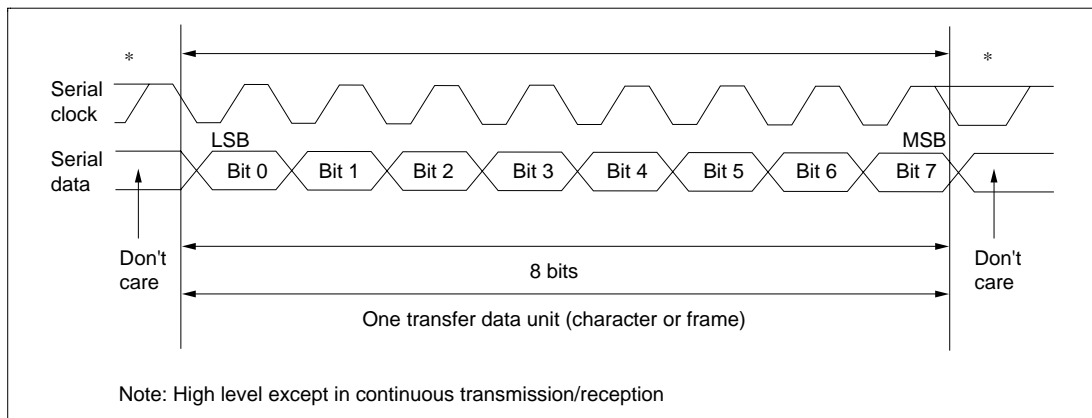 * *
Serial
clock
LSB MSB
Serial
data
Bit 0 Bit 1 Bit 2 Bit 3 Bit 4 Bit 5 Bit 6 Bit 7
Don't
care
Don't
care
8 bits
One transfer data unit (character or frame)
Note: High level except in continuous transmission/reception